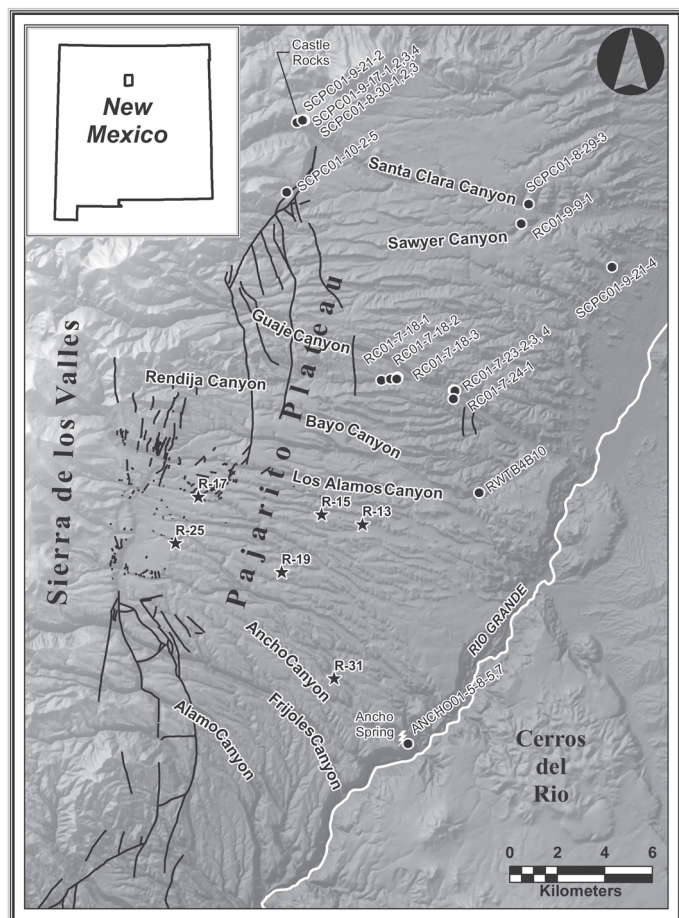 New
Mexico
Castle
Rocks
SCPC01-9-21-2
SCPC01-9-17-1,2,3,4
SCPC01-8-30-1,2,3
SCPC01-10-2-5
Santa Clara Canyon
SCPC01-8-29-3
RC01-9-9-1
Sawyer Canyon
SCPC01-9-21-4
Guaje Canyon
RC01-7-18-1
RC01-7-18-2
RC01-7-18-3
RC01-7-23-2,3, 4
RC01-7-24-1
Rendija Canyon
Sierra de los Valles
Pajarito Plateau
Bayo Canyon
Los Alamos Canyon
RWTB4B10
R-17
R-15
R-13
R-25
R-19
RIO GRANDE
Ancho Canyon
R-31
Frijoles Canyon
Alamo Canyon
Ancho
Spring
ANCHO01-5-8-5,7
Cerros
del
Rio
0 2 4 6
Kilometers